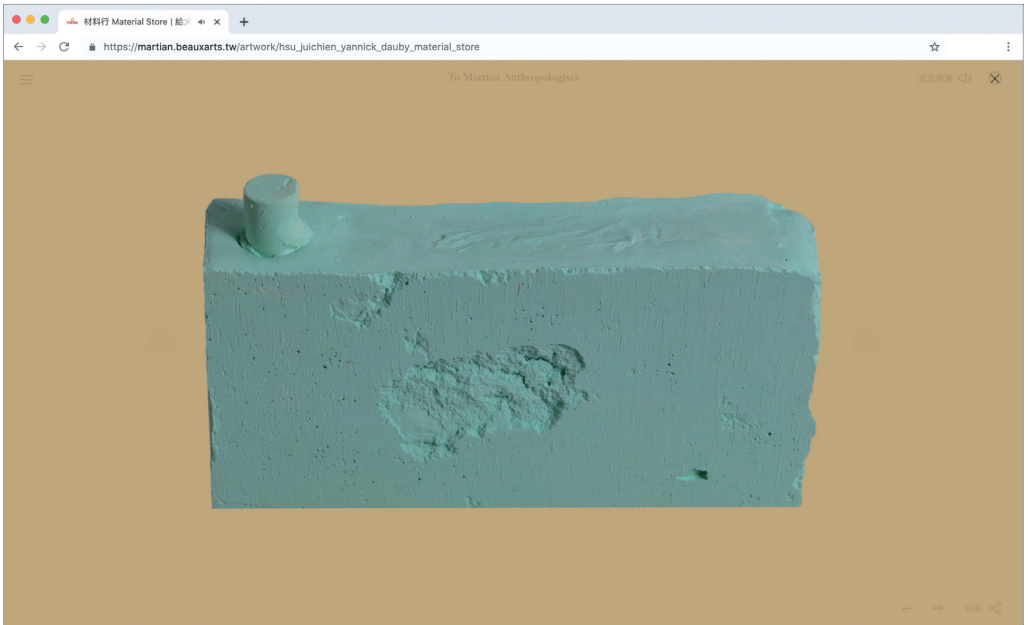 材料行 Material Store | 給
https://martian.beauxarts.tw/artwork/hsu_juichien_yannick_dauby_material_store
To Martian Anthropologists